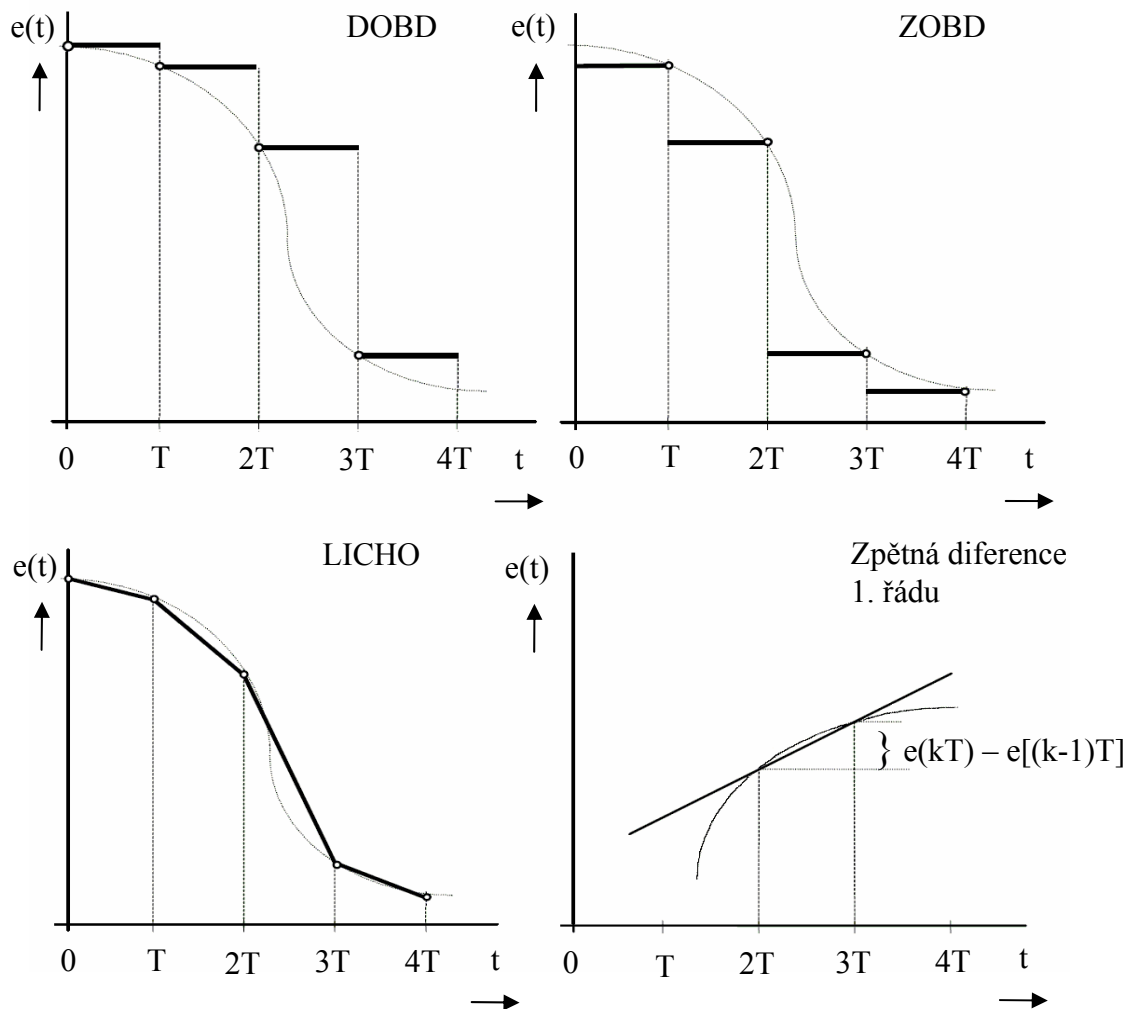 e(t) DOBD
0 T 2T 3T 4T t
e(t) ZOBD
0 T 2T 3T 4T t
e(t) LICHO
0 T 2T 3T 4T t
e(t) Zpětná diference
1. řádu
} e(kT) – e[(k-1)T]
0 T 2T 3T 4T t